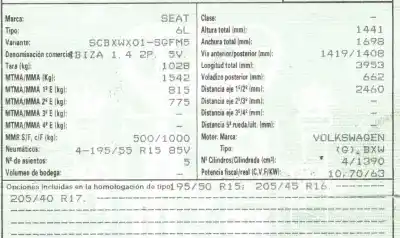 Marca: SEAT
Tipo: 6L
Variante: SCBXWX01-SGFM5
Denominación comercial: IBIZA 1.4 2P. 5V.
Tara (kg): 1028
MTMA/MMA (Kg): 1542
MTMA/MMA 1º E (kg): 815
MTMA/MMA 2º E (kg): 775
MTMA/MMA 3º E (kg): -
MTMA/MMA 4º E (kg): -
MMR S/F, c/F (kg): 500/1000
Neumáticos: 4-195/55 R15 85V
Nº de asientos: 5
Volumen de bodega: -
Clase: -
Altura total (mm): 1441
Anchura total (mm): 1698
Vía anterior/posterior (mm): 1419/1408
Longitud total (mm): 3953
Voladizo posterior (mm): 662
Distancia eje 1º/2º (mm): 2460
Distancia eje 2º/3º (mm): -
Distancia eje 3º/4º (mm): -
Distancia 5ª rueda/ult. (mm): -
Motor: Marca: VOLKSWAGEN
Tipo: (G).BXW
Nº Cilindros/Cilindrada (cm³): * 4/1390
Potencia fiscal/real (C.V.F/KW): 10,70/63
Opciones incluidas en la homologación de tipo 195/50 R15; 205/45 R16
205/40 R17.